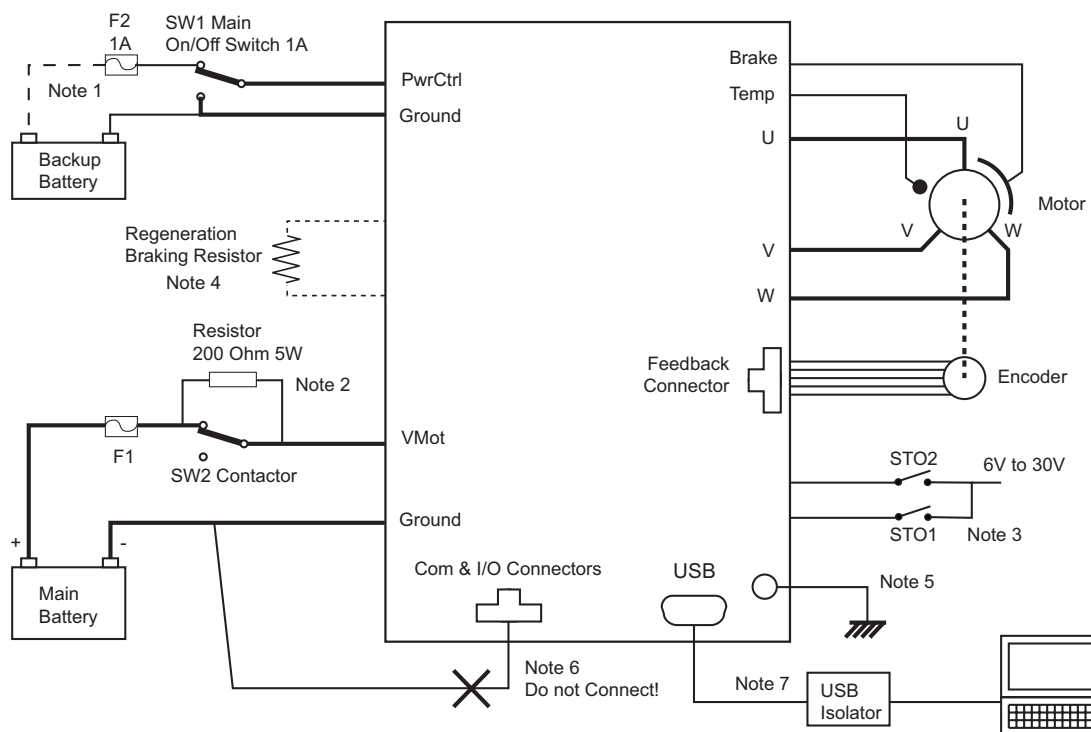 F2
1A
SW1 Main
On/Off Switch 1A
Note 1
PwrCtrl
Ground
Backup
Battery
Regeneration
Braking Resistor
Note 4
Resistor
200 Ohm 5W
Note 2
F1
SW2 Contactor
VMot
Ground
+
-
Main
Battery
Com & I/O Connectors
Note 6
Do not Connect!
Brake
Temp
U
U
V
W
Motor
V
W
Feedback
Connector
Encoder
STO2
6V to 30V
STO1
Note 3
USB
Note 5
Note 7
USB
Isolator